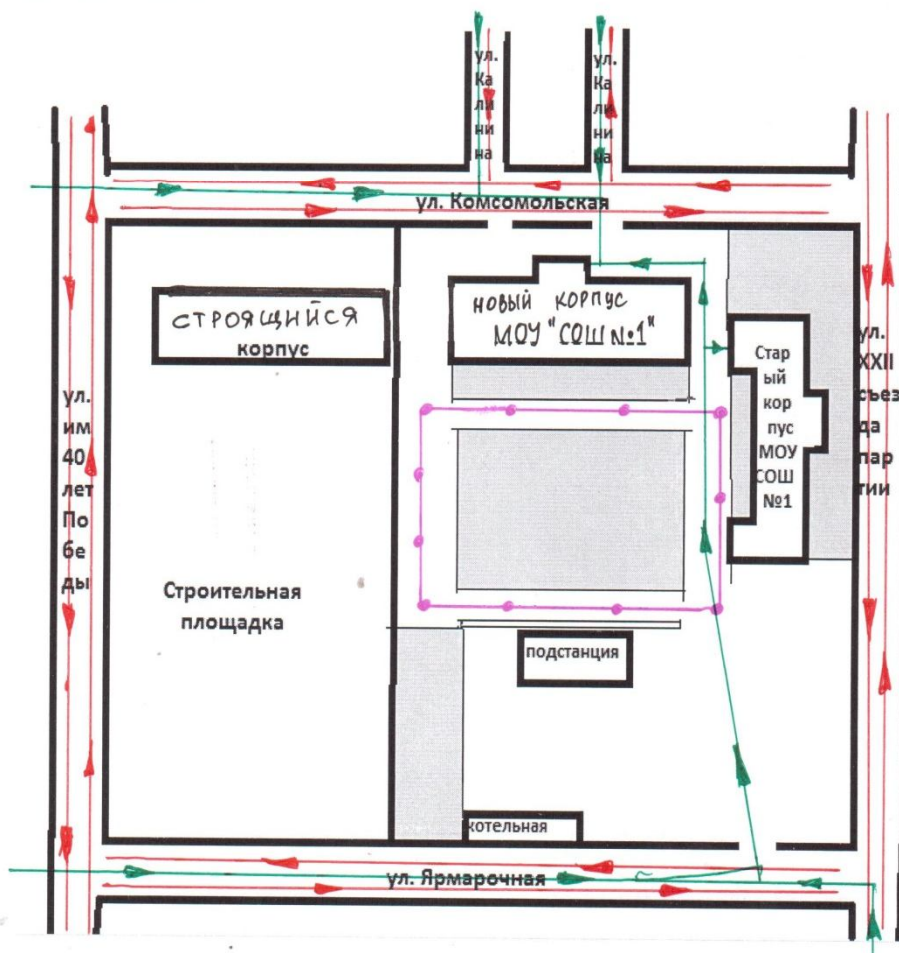 ул.
Ка
ли
ни
на
ул.
Ка
ли
ни
на
ул. Комсомольская
СТРОЯЩИЙСЯ
корпус
НОВЫЙ КОРПУС
МОУ "СОШ №1"
Стар
ый
кор
пус
МОУ
СОШ
№1
ул.
XXII
съез
да
пар
тии
ул.
им
40
лет
По
бе
ды
Строительная
площадка
подстанция
котельная
ул. Ярмарочная